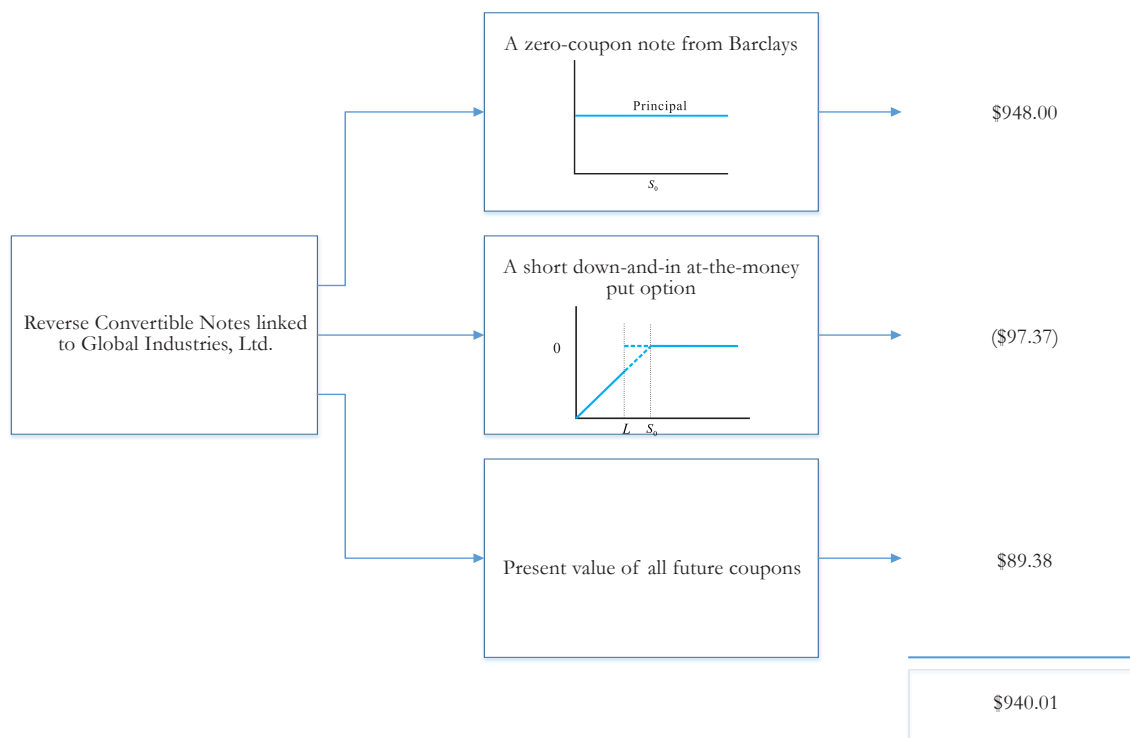 A zero-coupon note from Barclays
Principal
S₀
$948.00
Reverse Convertible Notes linked
to Global Industries, Ltd.
A short down-and-in at-the-money
put option
0
L S₀
($97.37)
Present value of all future coupons
$89.38
$940.01